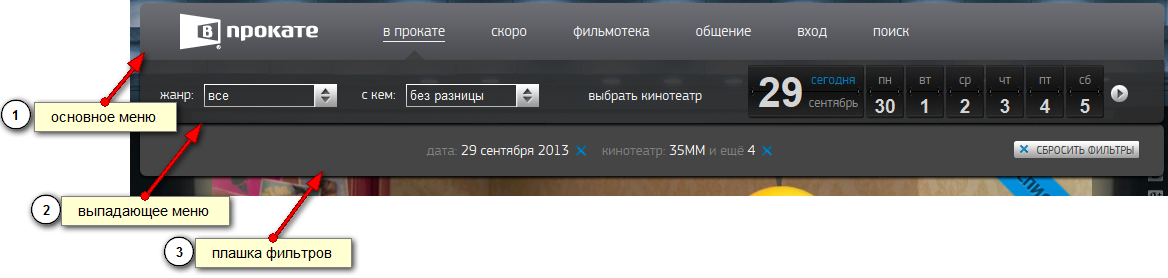 В прокате ® в прокате скоро фильмотека общение вход поиск
жанр: все с кем: без разницы выбрать кинотеатр 29 сегодня сентябрь пн 30 вт 1 ср 2 чт 3 пт 4 сб 5
1 основное меню
дата: 29 сентября 2013 кинотеатр: 35ММ и ещё 4 СБРОСИТЬ ФИЛЬТРЫ
2 выпадающее меню
3 плашка фильтров